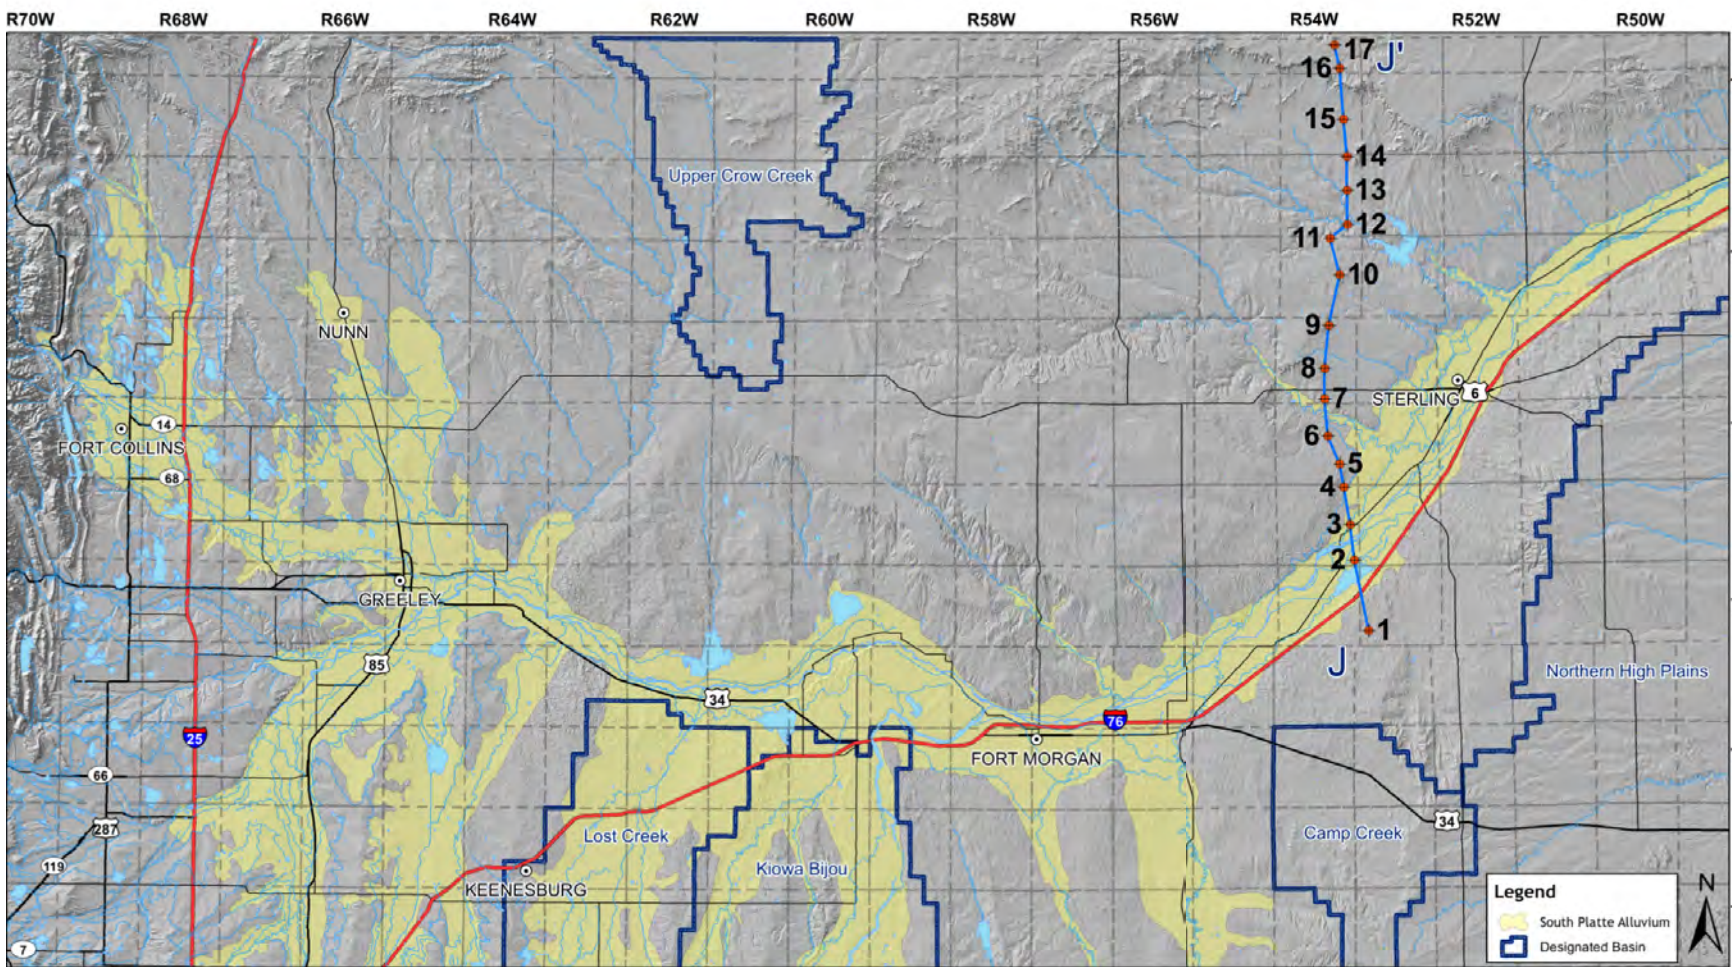 R70W R68W R66W R64W R62W R60W R58W R56W R54W R52W R50W
17
J'
16
15
14
Upper Crow Creek
13
12
11
10
NUNN
9
8
7
STERLING
6
14
FORT COLLINS
6
5
68
4
3
2
GREELEY
1
J
85
Northern High Plains
34
25
76
FORT MORGAN
66
34
287
Lost Creek
Camp Creek
119
Kiowa Bijou
KEENESBURG
Legend
South Platte Alluvium
Designated Basin
N
7